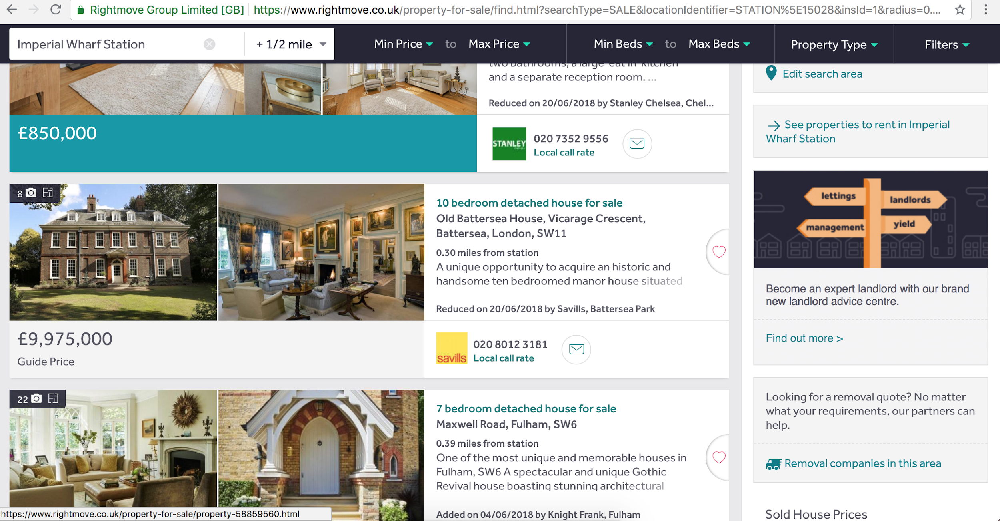 Rightmove Group Limited [GB]
https://www.rightmove.co.uk/property-for-sale/find.html?searchType=SALE&locationIdentifier=STATION%5E15028&insId=1&radius=0....
Imperial Wharf Station
+ 1/2 mile
Min Price to Max Price
Min Beds to Max Beds
Property Type
Filters
two bathrooms, a large 'eat in' kitchen
and a separate reception room. ...
Reduced on 20/06/2018 by Stanley Chelsea, Chel...
£850,000
STANLEY
CHELSEA
020 7352 9556
Local call rate
8
10 bedroom detached house for sale
Old Battersea House, Vicarage Crescent,
Battersea, London, SW11
0.30 miles from station
A unique opportunity to acquire an historic and
handsome ten bedroomed manor house situated
Reduced on 20/06/2018 by Savills, Battersea Park
£9,975,000
Guide Price
savills
020 8012 3181
Local call rate
22
7 bedroom detached house for sale
Maxwell Road, Fulham, SW6
0.39 miles from station
One of the most unique and memorable houses in
Fulham, SW6 A spectacular and unique Gothic
Revival house boasting stunning architectural
Added on 04/06/2018 by Knight Frank, Fulham
https://www.rightmove.co.uk/property-for-sale/property-58859560.html
Edit search area
See properties to rent in Imperial
Wharf Station
lettings
landlords
management
yield
Become an expert landlord with our brand
new landlord advice centre.
Find out more >
Looking for a removal quote? No matter
what your requirements, our partners can
help.
Removal companies in this area
Sold House Prices